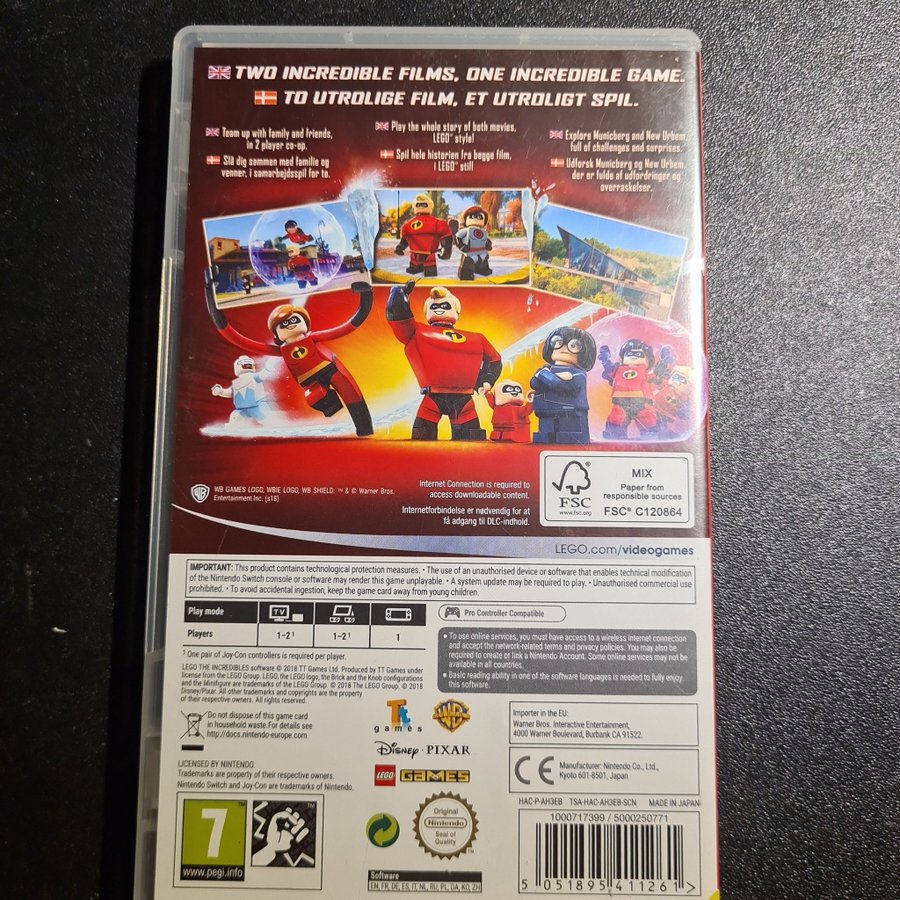 TWO INCREDIBLE FILMS, ONE INCREDIBLE GAME.
TO UTROLIGE FILM, ET UTROLIGT SPIL.
Team up with family and friends,
in 2 player co-op.
Slå dig sammen med familie og
venner, i samarbejdsspil for to.
Play the whole story of both movies,
LEGO® style!
Spil hele historien fra begge film,
i LEGO® stil!
Explore Municberg and New Urbem,
full of challenges and surprises.
Udforsk Municberg og New Urbem,
der er fulde af udfordringer og
overraskelser.
WB GAMES LOGO, WBIE LOGO, WB SHIELD: ™ & © Warner Bros.
Entertainment Inc. (s18)
Internet Connection is required to
access downloadable content.
Internetforbindelse er nødvendig for at
få adgang til DLC-indhold.
FSC
www.fsc.org
MIX
Paper from
responsible sources
FSC® C120864
LEGO.com/videogames
IMPORTANT: This product contains technological protection measures. • The use of an unauthorised device or software that enables technical modification
of the Nintendo Switch console or software may render this game unplayable. • A system update may be required to play. • Unauthorised commercial use
prohibited. • To avoid accidental ingestion, keep the game card away from young children.
Play mode
TV
Players
1-2¹
1-2¹
1
¹ One pair of Joy-Con controllers is required per player.
Pro Controller Compatible
• To use online services, you must have access to a wireless internet connection
and accept the network-related terms and privacy policies. You may also be
required to create or link a Nintendo Account. Some online services may not be
available in all countries.
• Basic reading ability in one of the software languages is needed to fully enjoy
this software.
LEGO THE INCREDIBLES software © 2018 TT Games Ltd. Produced by TT Games under
license from the LEGO Group. LEGO, the LEGO logo, the Brick and the Knob configurations
and the Minifigure are trademarks of the LEGO Group. © 2018 The LEGO Group. © 2018
Disney/Pixar. All other trademarks and copyrights are the property
of their respective owners. All rights reserved.
Do not dispose of this game card
in household waste. For details see
http://docs.nintendo-europe.com
LICENSED BY NINTENDO.
Trademarks are property of their respective owners.
Nintendo Switch and Joy-Con are trademarks of Nintendo.
Tt
games
WB
Disney • PIXAR
LEGO GAMES
Importer in the EU:
Warner Bros. Interactive Entertainment,
4000 Warner Boulevard, Burbank CA 91522.
CE
Manufacturer: Nintendo Co., Ltd.,
Kyoto 601-8501, Japan
HAC-P-AH3EB TSA-HAC-AH3EB-SCN MADE IN JAPAN
7
www.pegi.info
Original
Nintendo
Seal of
Quality
Software
EN, FR, DE, ES, IT, NL, RU, PL, DA, KO, ZH
1000717399 / 5000250771
5 051895 411261 >